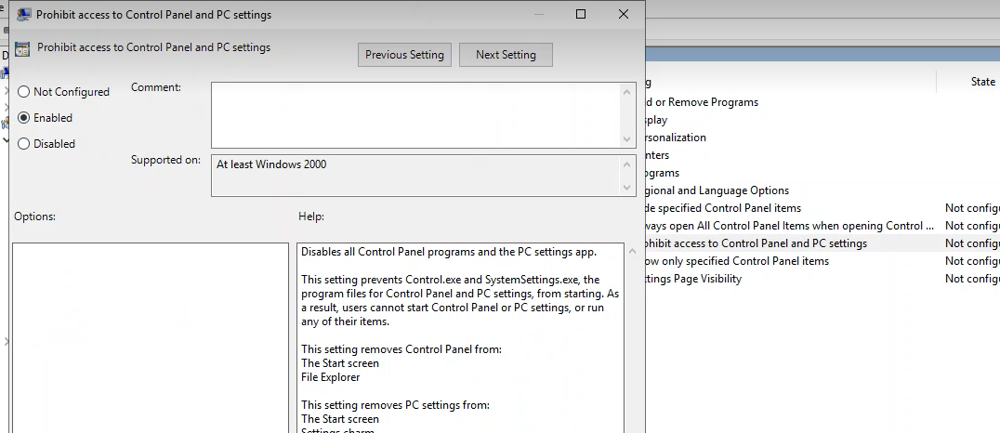 Prohibit access to Control Panel and PC settings
Prohibit access to Control Panel and PC settings
Previous Setting
Next Setting
Not Configured
Enabled
Disabled
Comment:
Supported on:
At least Windows 2000
Options:
Help:
Disables all Control Panel programs and the PC settings app.
This setting prevents Control.exe and SystemSettings.exe, the
program files for Control Panel and PC settings, from starting. As
a result, users cannot start Control Panel or PC settings, or run
any of their items.
This setting removes Control Panel from:
The Start screen
File Explorer
This setting removes PC settings from:
The Start screen
Settings charm
g State
d or Remove Programs
splay
rsonalization
nters
ograms
gional and Language Options
de specified Control Panel items Not config
ways open All Control Panel Items when opening Control ... Not config
ohibit access to Control Panel and PC settings Not config
ow only specified Control Panel items Not config
ttings Page Visibility Not config